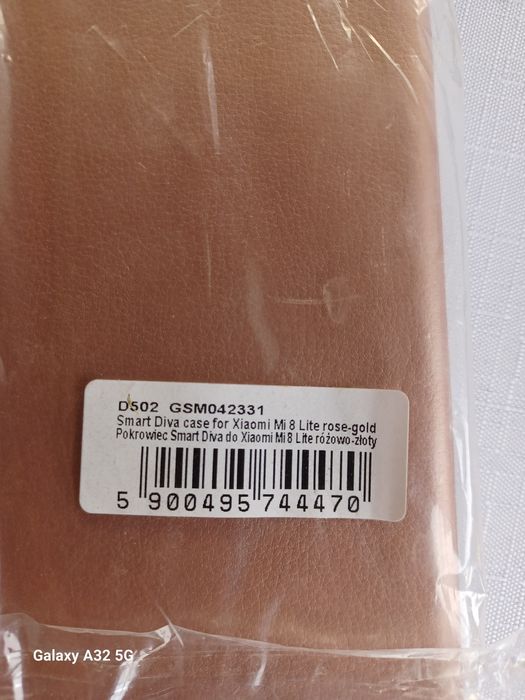 D502 GSM042331
Smart Diva case for Xiaomi Mi 8 Lite rose-gold
Pokrowiec Smart Diva do Xiaomi Mi 8 Lite różowo-złoty
5 900495 744470
Galaxy A32 5G